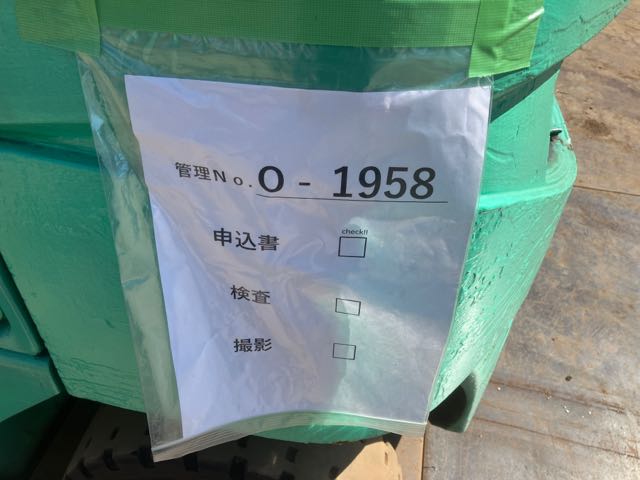 管理No. O - 1958
check!!
申込書 □
検査 □
撮影 □